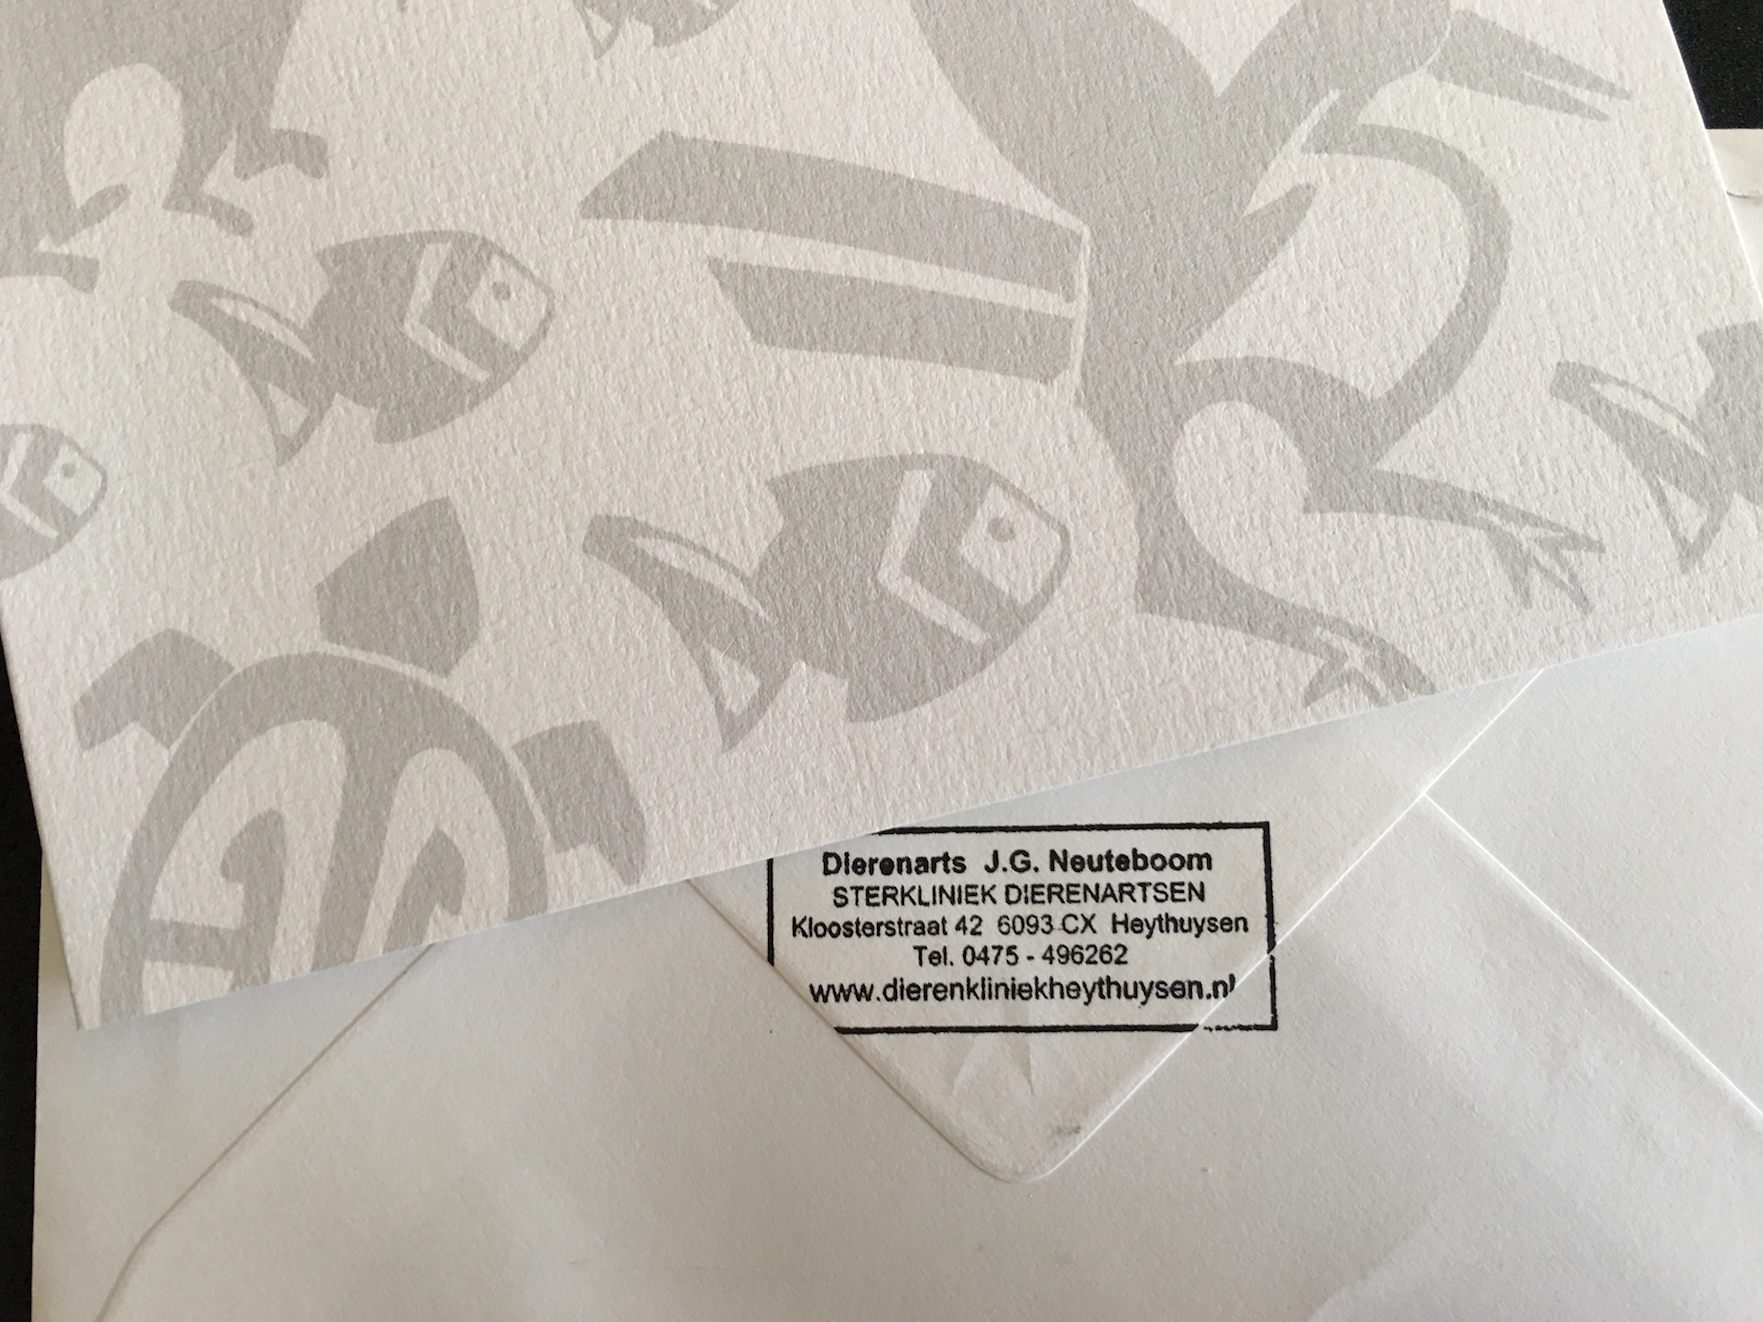 Dierenarts J.G. Neuteboom
STERKLINIEK DIERENARTSEN
Kloosterstraat 42 6093 CX Heythuysen
Tel. 0475 - 496262
www.dierenkliniekheythuysen.nl